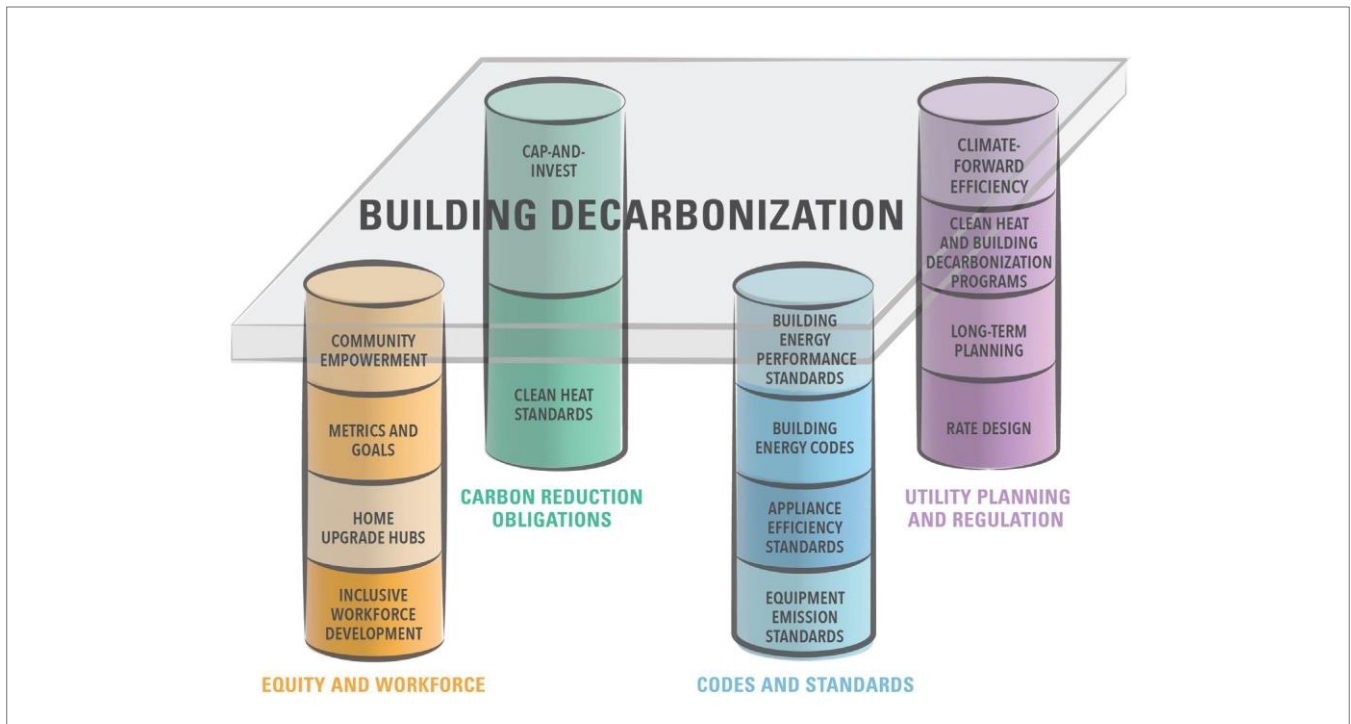 BUILDING DECARBONIZATION
COMMUNITY
EMPOWERMENT
METRICS AND
GOALS
HOME
UPGRADE HUBS
INCLUSIVE
WORKFORCE
DEVELOPMENT
EQUITY AND WORKFORCE
CAP-AND-
INVEST
CLEAN HEAT
STANDARDS
CARBON REDUCTION
OBLIGATIONS
BUILDING
ENERGY
PERFORMANCE
STANDARDS
BUILDING
ENERGY CODES
APPLIANCE
EFFICIENCY
STANDARDS
EQUIPMENT
EMISSION
STANDARDS
CODES AND STANDARDS
CLIMATE-
FORWARD
EFFICIENCY
CLEAN HEAT
AND BUILDING
DECARBONIZATION
PROGRAMS
LONG-TERM
PLANNING
RATE DESIGN
UTILITY PLANNING
AND REGULATION